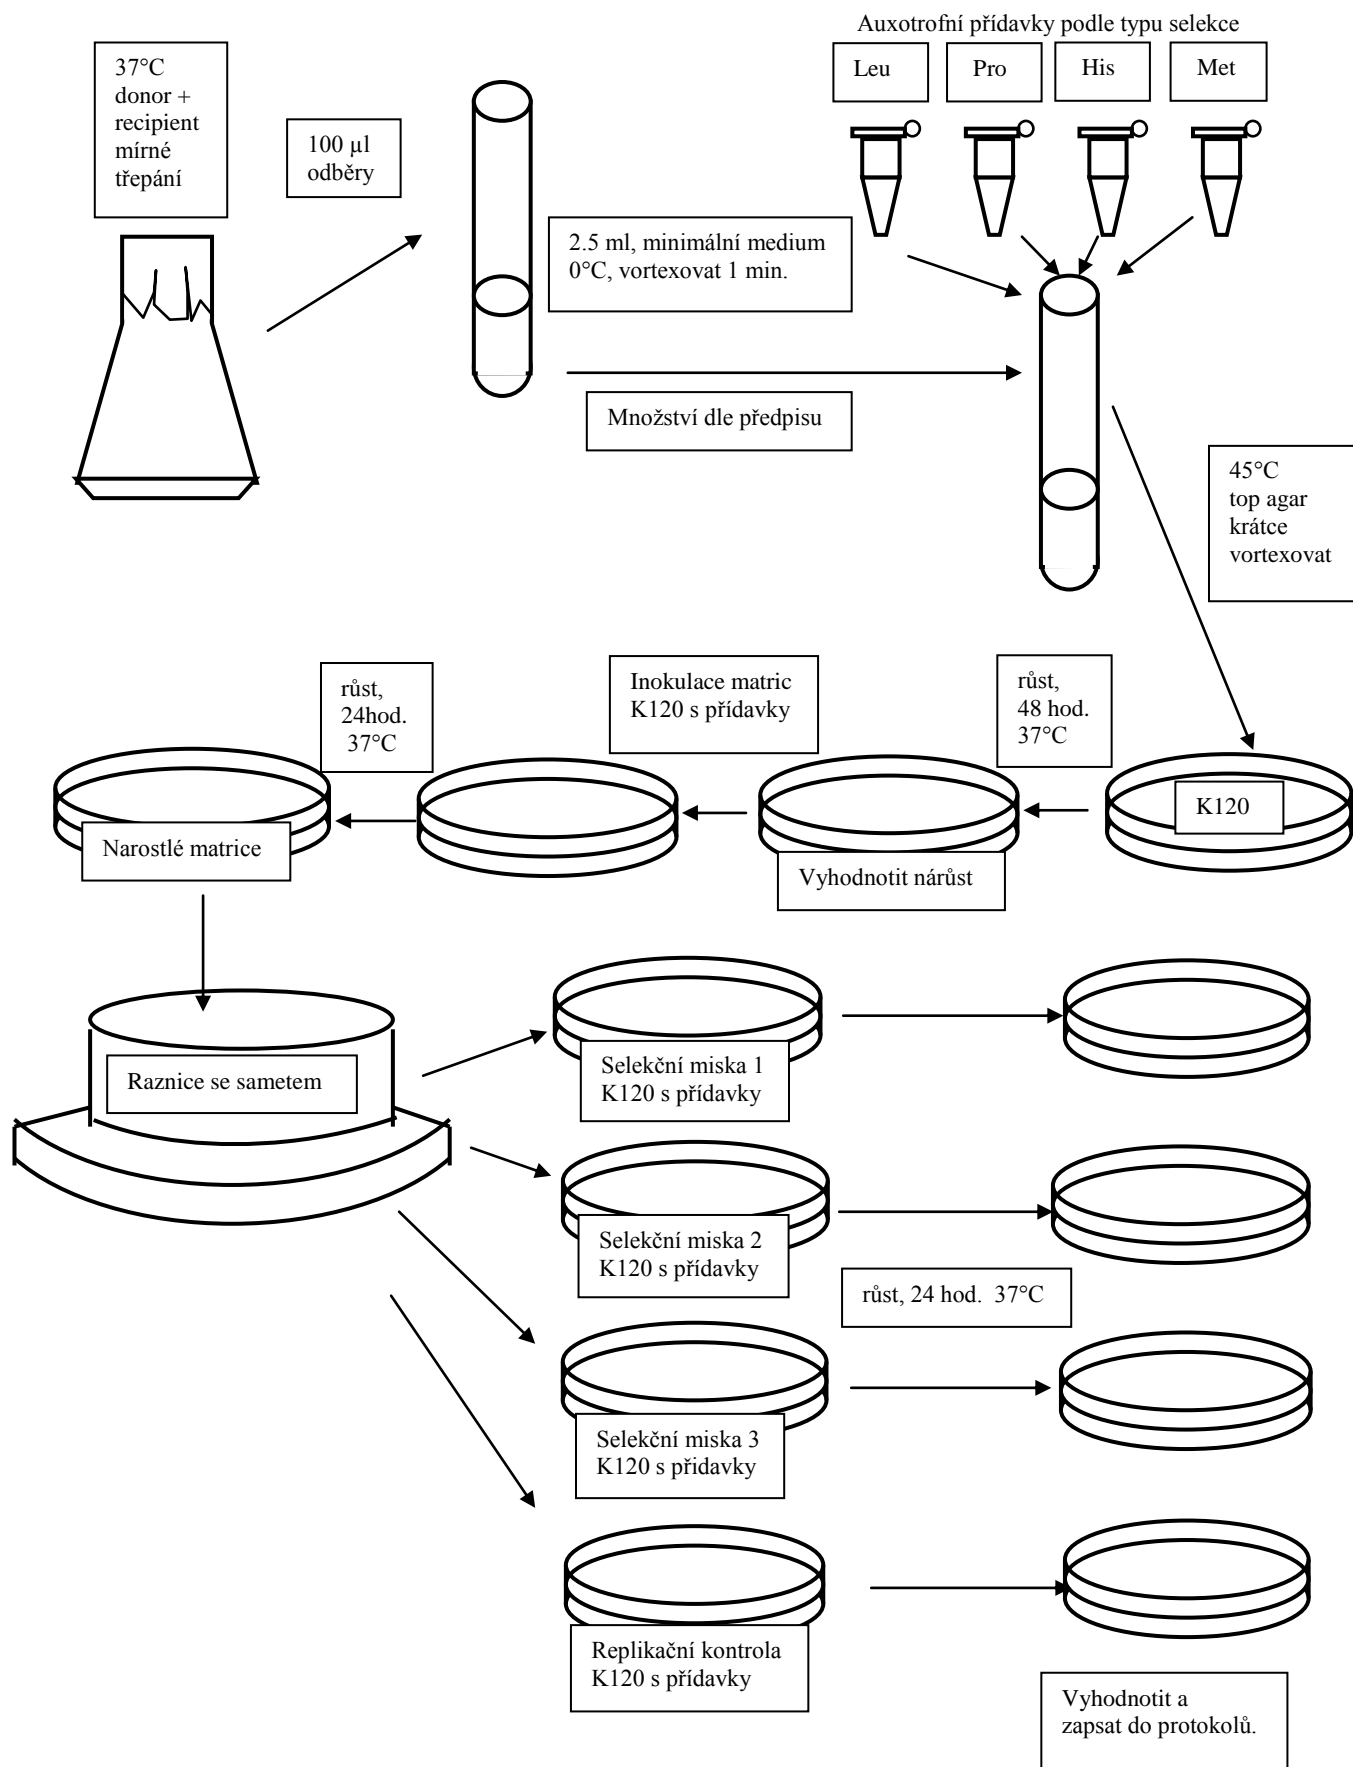 Auxotrofní přídavky podle typu selekce
37°C
donor +
recipient
mírné
třepání
100 µl
odběry
Leu
Pro
His
Met
2.5 ml, minimální medium
0°C, vortexovat 1 min.
Množství dle předpisu
45°C
top agar
krátce
vortexovat
růst,
24hod.
37°C
Inokulace matric
K120 s přídavky
růst,
48 hod.
37°C
K120
Narostlé matrice
Vyhodnotit nárůst
Raznice se sametem
Selekční miska 1
K120 s přídavky
Selekční miska 2
K120 s přídavky
růst, 24 hod.  37°C
Selekční miska 3
K120 s přidavky
Replikační kontrola
K120 s přídavky
Vyhodnotit a
zapsat do protokolů.